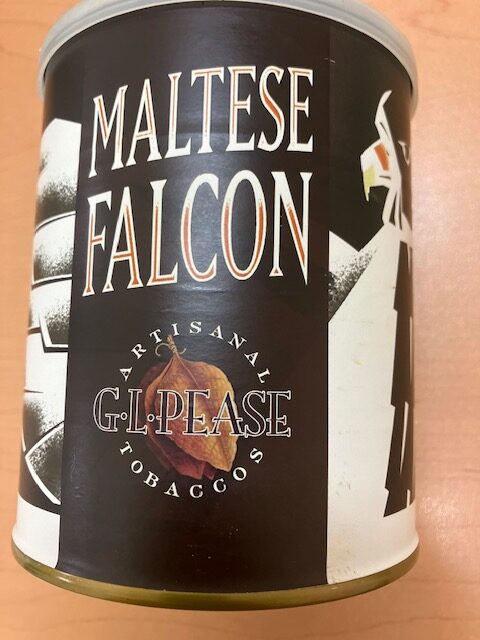 MALTESE
FALCON
ARTISANAL
G·L·PEASE
TOBACCOS